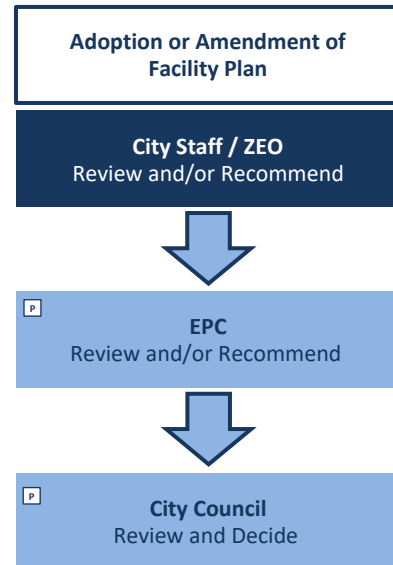 Adoption or Amendment of
Facility Plan
City Staff / ZEO
Review and/or Recommend
P
EPC
Review and/or Recommend
P
City Council
Review and Decide